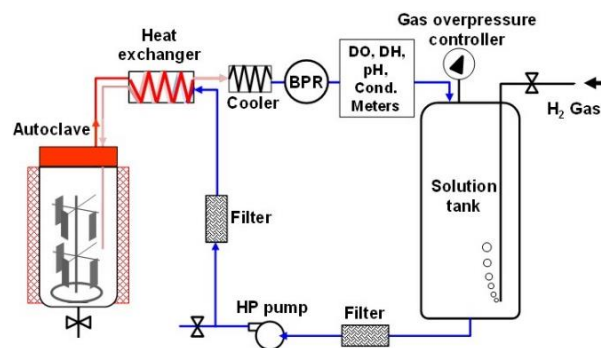 Gas overpressure
controller
Heat
exchanger
DO, DH,
pH,
Cond.
Meters
BPR
Cooler
H2 Gas
Autoclave
Solution
tank
Filter
HP pump
Filter